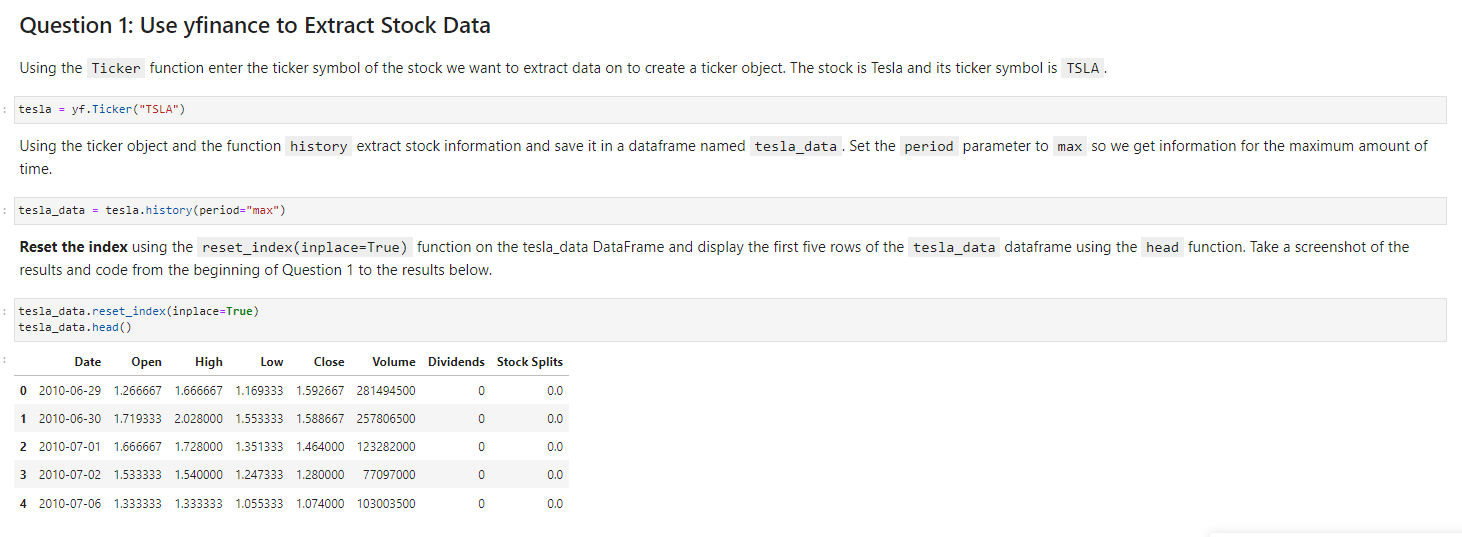 Question 1: Use yfinance to Extract Stock Data
Using the Ticker function enter the ticker symbol of the stock we want to extract data on to create a ticker object. The stock is Tesla and its ticker symbol is TSLA .
: tesla = yf.Ticker("TSLA")
Using the ticker object and the function history extract stock information and save it in a dataframe named tesla_data . Set the period parameter to max so we get information for the maximum amount of
time.
: tesla_data = tesla.history(period="max")
Reset the index using the reset_index(inplace=True) function on the tesla_data DataFrame and display the first five rows of the tesla_data dataframe using the head function. Take a screenshot of the
results and code from the beginning of Question 1 to the results below.
: tesla_data.reset_index(inplace=True)
tesla_data.head()
: Date Open High Low Close Volume Dividends Stock Splits
0 2010-06-29 1.266667 1.666667 1.169333 1.592667 281494500 0 0.0
1 2010-06-30 1.719333 2.028000 1.553333 1.588667 257806500 0 0.0
2 2010-07-01 1.666667 1.728000 1.351333 1.464000 123282000 0 0.0
3 2010-07-02 1.533333 1.540000 1.247333 1.280000 77097000 0 0.0
4 2010-07-06 1.333333 1.333333 1.055333 1.074000 103003500 0 0.0